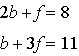 2b + f = 8
b + 3f = 11